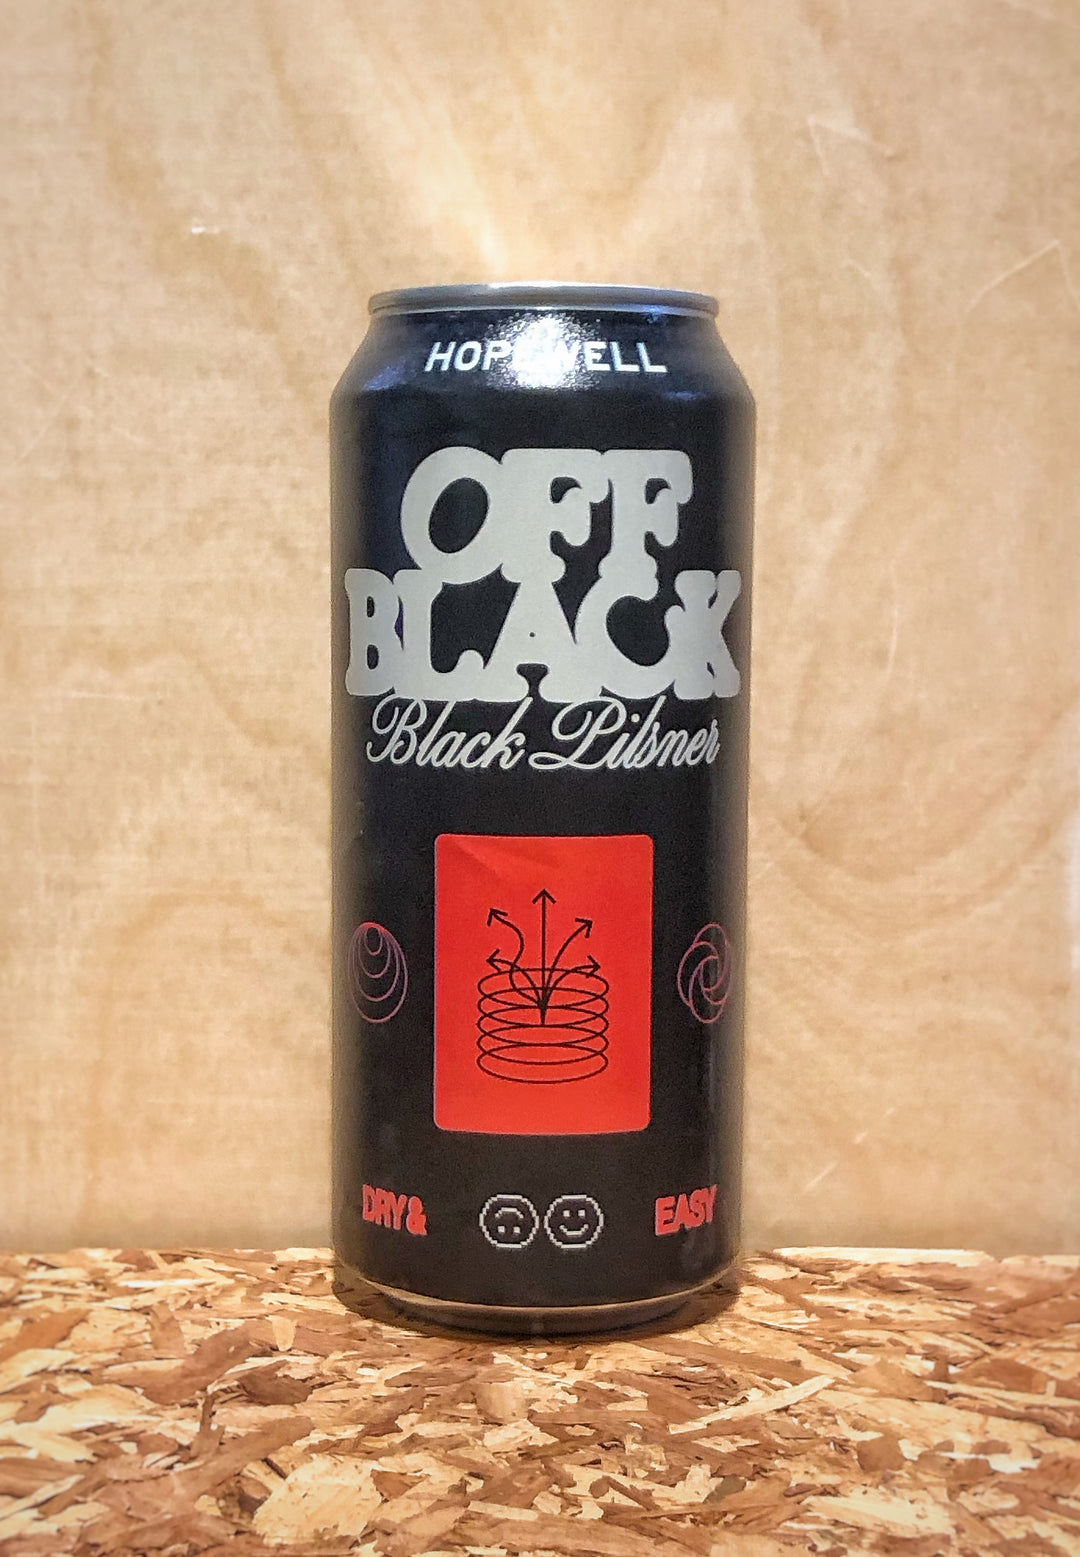 HOPEWELL
OFF
BLACK
Black Pilsner
DRY& EASY